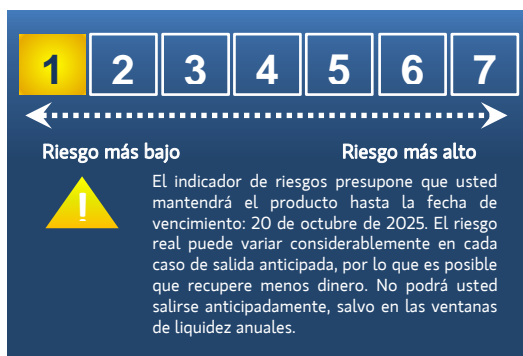 1 2 3 4 5 6 7
Riesgo más bajo Riesgo más alto
!
El indicador de riesgos presupone que usted
mantendrá el producto hasta la fecha de
vencimiento: 20 de octubre de 2025. El riesgo
real puede variar considerablemente en cada
caso de salida anticipada, por lo que es posible
que recupere menos dinero. No podrá usted
salirse anticipadamente, salvo en las ventanas
de liquidez anuales.